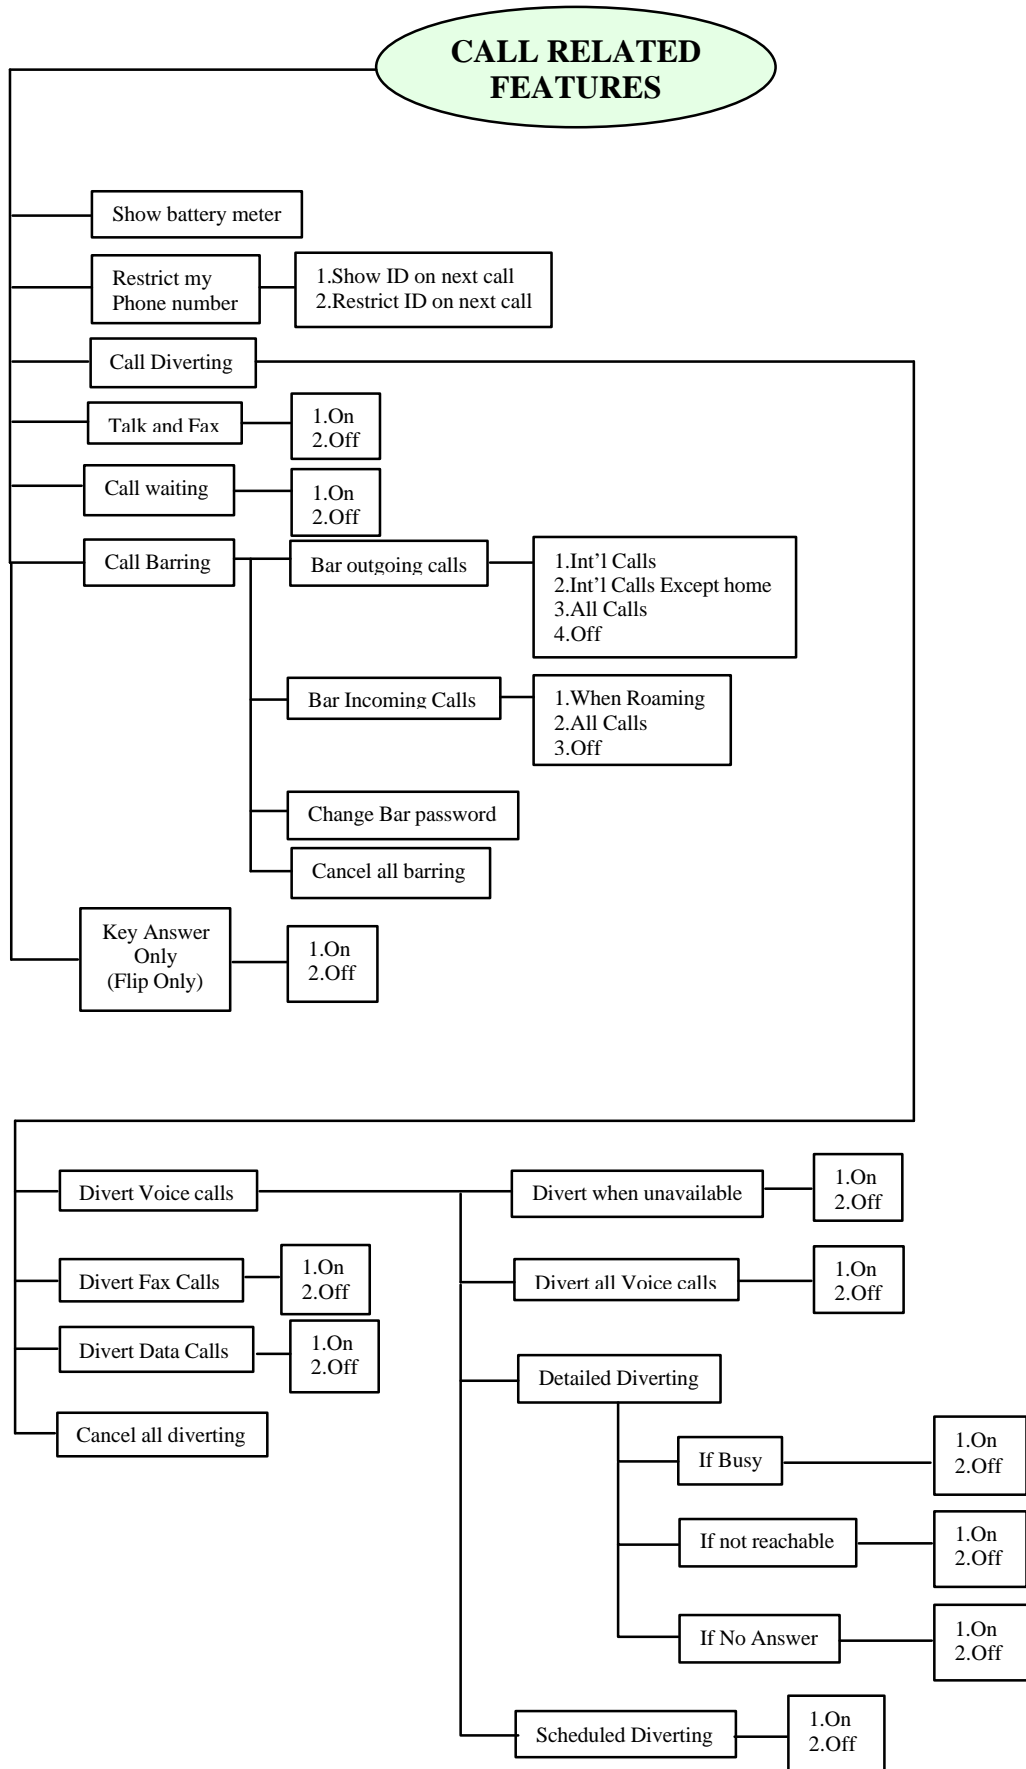 CALL RELATED
FEATURES
Show battery meter
Restrict my
Phone number
1.Show ID on next call
2.Restrict ID on next call
Call Diverting
Talk and Fax
1.On
2.Off
Call waiting
1.On
2.Off
Call Barring
Bar outgoing calls
1.Int’l Calls
2.Int’l Calls Except home
3.All Calls
4.Off
Bar Incoming Calls
1.When Roaming
2.All Calls
3.Off
Change Bar password
Cancel all barring
Key Answer
Only
(Flip Only)
1.On
2.Off
Divert Voice calls
Divert when unavailable
1.On
2.Off
Divert Fax Calls
1.On
2.Off
Divert all Voice calls
1.On
2.Off
Divert Data Calls
1.On
2.Off
Detailed Diverting
Cancel all diverting
If Busy
1.On
2.Off
If not reachable
1.On
2.Off
If No Answer
1.On
2.Off
Scheduled Diverting
1.On
2.Off